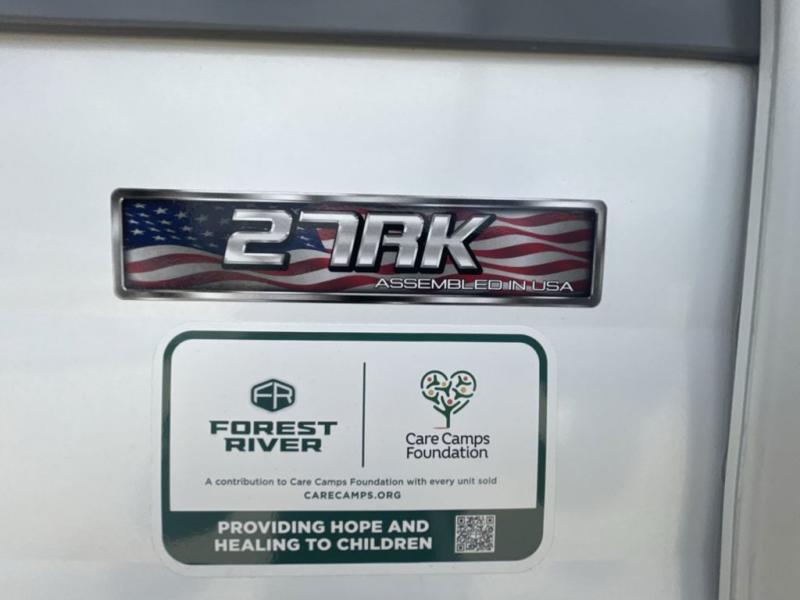 27RK
ASSEMBLED IN USA
FR
FOREST
RIVER
Care Camps
Foundation
A contribution to Care Camps Foundation with every unit sold
CARECAMPS.ORG
PROVIDING HOPE AND
HEALING TO CHILDREN